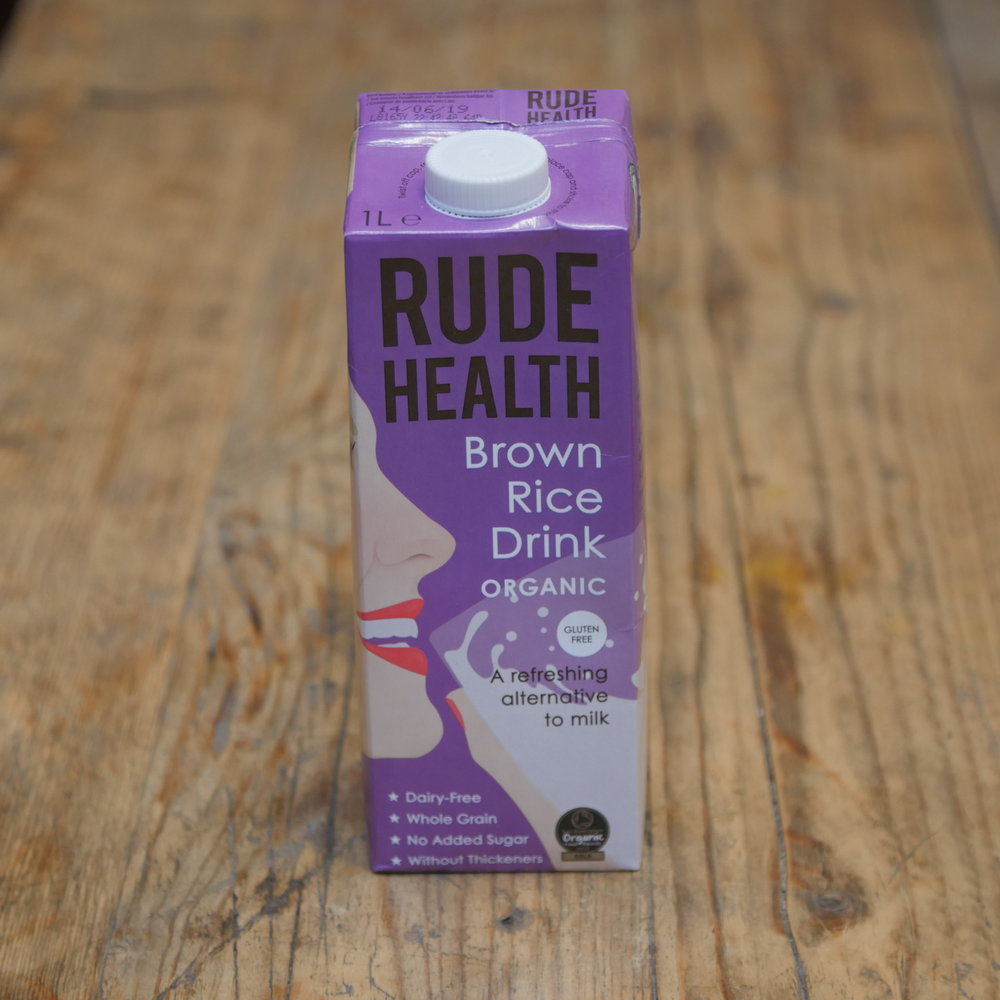 14/06/19
RUDE
HEALTH
1L ℮
RUDE
HEALTH
Brown
Rice
Drink
ORGANIC
GLUTEN
FREE
A refreshing
alternative
to milk
★ Dairy-Free
★ Whole Grain
★ No Added Sugar
★ Without Thickeners
Organic